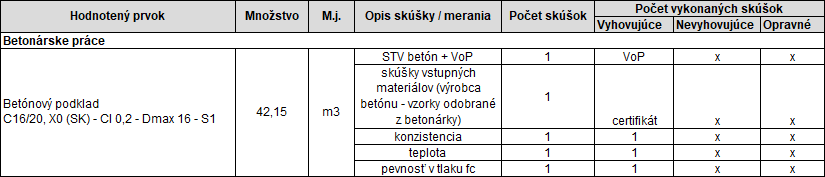 Hodnotený prvok Množstvo M.j. Opis skúšky / merania Počet skúšok Počet vykonaných skúšok
Vyhovujúce Nevyhovujúce Opravné
Betonárske práce
STV betón + VoP 1 VoP x x
Betónový podklad
C16/20, X0 (SK) - Cl 0,2 - Dmax 16 - S1
42,15 m3
skúšky vstupných
materiálov (výrobca
betónu - vzorky odobrané
z betonárky)
1 certifikát x x
konzistencia 1 1 x x
teplota 1 1 x x
pevnosť v tlaku fc 1 1 x x